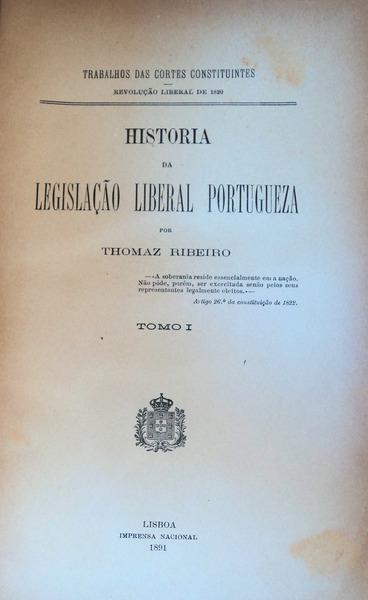 TRABALHOS DAS CORTES CONSTITUINTES
REVOLUÇÃO LIBERAL DE 1820
HISTORIA
DA
LEGISLAÇÃO LIBERAL PORTUGUEZA
POR
THOMAZ RIBEIRO
—«A soberania reside essencialmente em a nação.
Não póde, porém, ser exercitada senão pelos seus
representantes legalmente eleitos.»—
Artigo 26.º da constituição de 1822.
TOMO I
LISBOA
IMPRENSA NACIONAL
1891